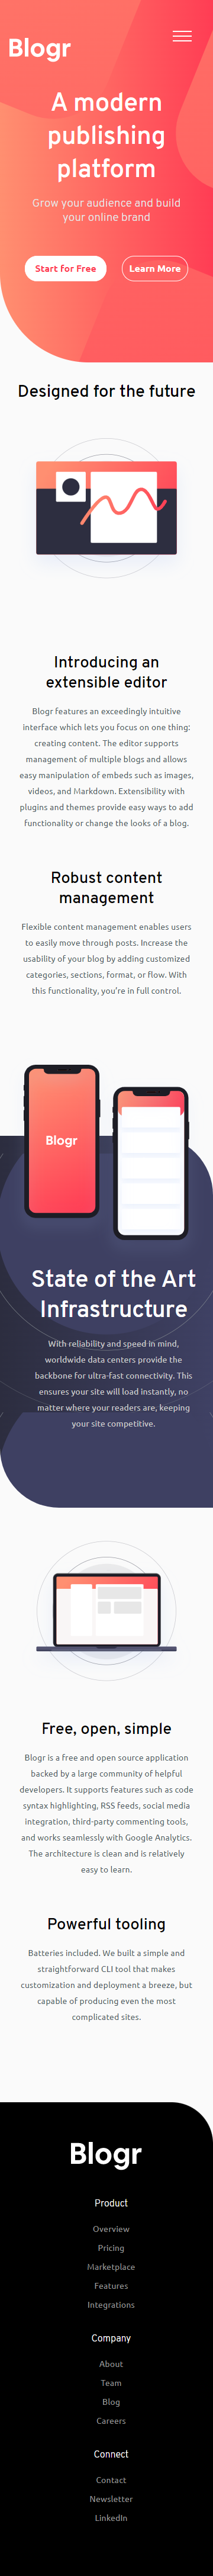 Blogr
A modern
publishing
platform
Grow your audience and build
your online brand
Start for Free
Learn More
Designed for the future
Introducing an
extensible editor
Blogr features an exceedingly intuitive
interface which lets you focus on one thing:
creating content. The editor supports
management of multiple blogs and allows
easy manipulation of embeds such as images,
videos, and Markdown. Extensibility with
plugins and themes provide easy ways to add
functionality or change the looks of a blog.
Robust content
management
Flexible content management enables users
to easily move through posts. Increase the
usability of your blog by adding customized
categories, sections, format, or flow. With
this functionality, you're in full control.
Blogr
State of the Art
Infrastructure
With reliability and speed in mind,
worldwide data centers provide the
backbone for ultra-fast connectivity. This
ensures your site will load instantly, no
matter where your readers are, keeping
your site competitive.
Free, open, simple
Blogr is a free and open source application
backed by a large community of helpful
developers. It supports features such as code
syntax highlighting, RSS feeds, social media
integration, third-party commenting tools,
and works seamlessly with Google Analytics.
The architecture is clean and is relatively
easy to learn.
Powerful tooling
Batteries included. We built a simple and
straightforward CLI tool that makes
customization and deployment a breeze, but
capable of producing even the most
complicated sites.
Blogr
Product
Overview
Pricing
Marketplace
Features
Integrations
Company
About
Team
Blog
Careers
Connect
Contact
Newsletter
LinkedIn